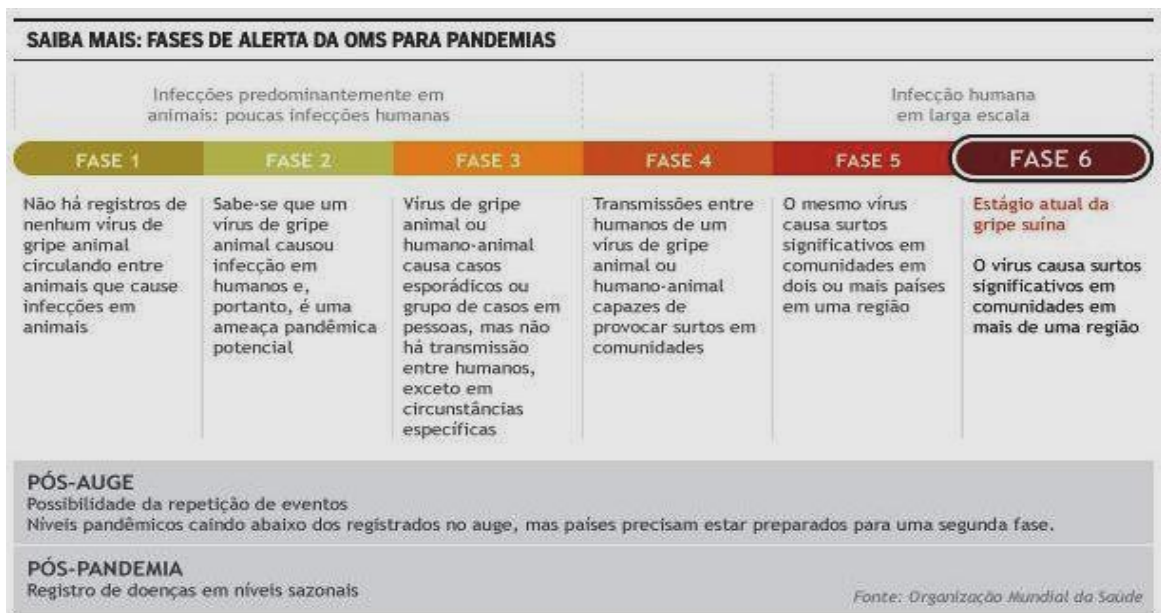 SAIBA MAIS: FASES DE ALERTA DA OMS PARA PANDEMIAS
Infecções predominantemente em
animais: poucas infecções humanas
Infecção humana
em larga escala
FASE 1
Não há registros de
nenhum vírus de
gripe animal
circulando entre
animais que cause
infecções em
animais
FASE 2
Sabe-se que um
vírus de gripe
animal causou
infecção em
humanos e,
portanto, é uma
ameaça pandêmica
potencial
FASE 3
Vírus de gripe
animal ou
humano-animal
causa casos
esporádicos ou
grupo de casos em
pessoas, mas não
há transmissão
entre humanos,
exceto em
circunstâncias
específicas
FASE 4
Transmissões entre
humanos de um
vírus de gripe
animal ou
humano-animal
capazes de
provocar surtos em
comunidades
FASE 5
O mesmo vírus
causa surtos
significativos em
comunidades em
dois ou mais países
em uma região
FASE 6
Estágio atual da
gripe suína
O vírus causa surtos
significativos em
comunidades em
mais de uma região
PÓS-AUGE
Possibilidade da repetição de eventos
Níveis pandêmicos caindo abaixo dos registrados no auge, mas países precisam estar preparados para uma segunda fase.
PÓS-PANDEMIA
Registro de doenças em níveis sazonais
Fonte: Organização Mundial da Saúde